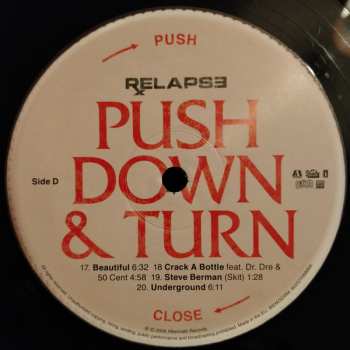 PUSH
RELAPSE
PUSH
DOWN
& TURN
Side D
17. Beautiful 6:32 18 Crack A Bottle feat. Dr. Dre &
50 Cent 4:58 19. Steve Berman (Skit) 1:28
20. Underground 6:11
CLOSE